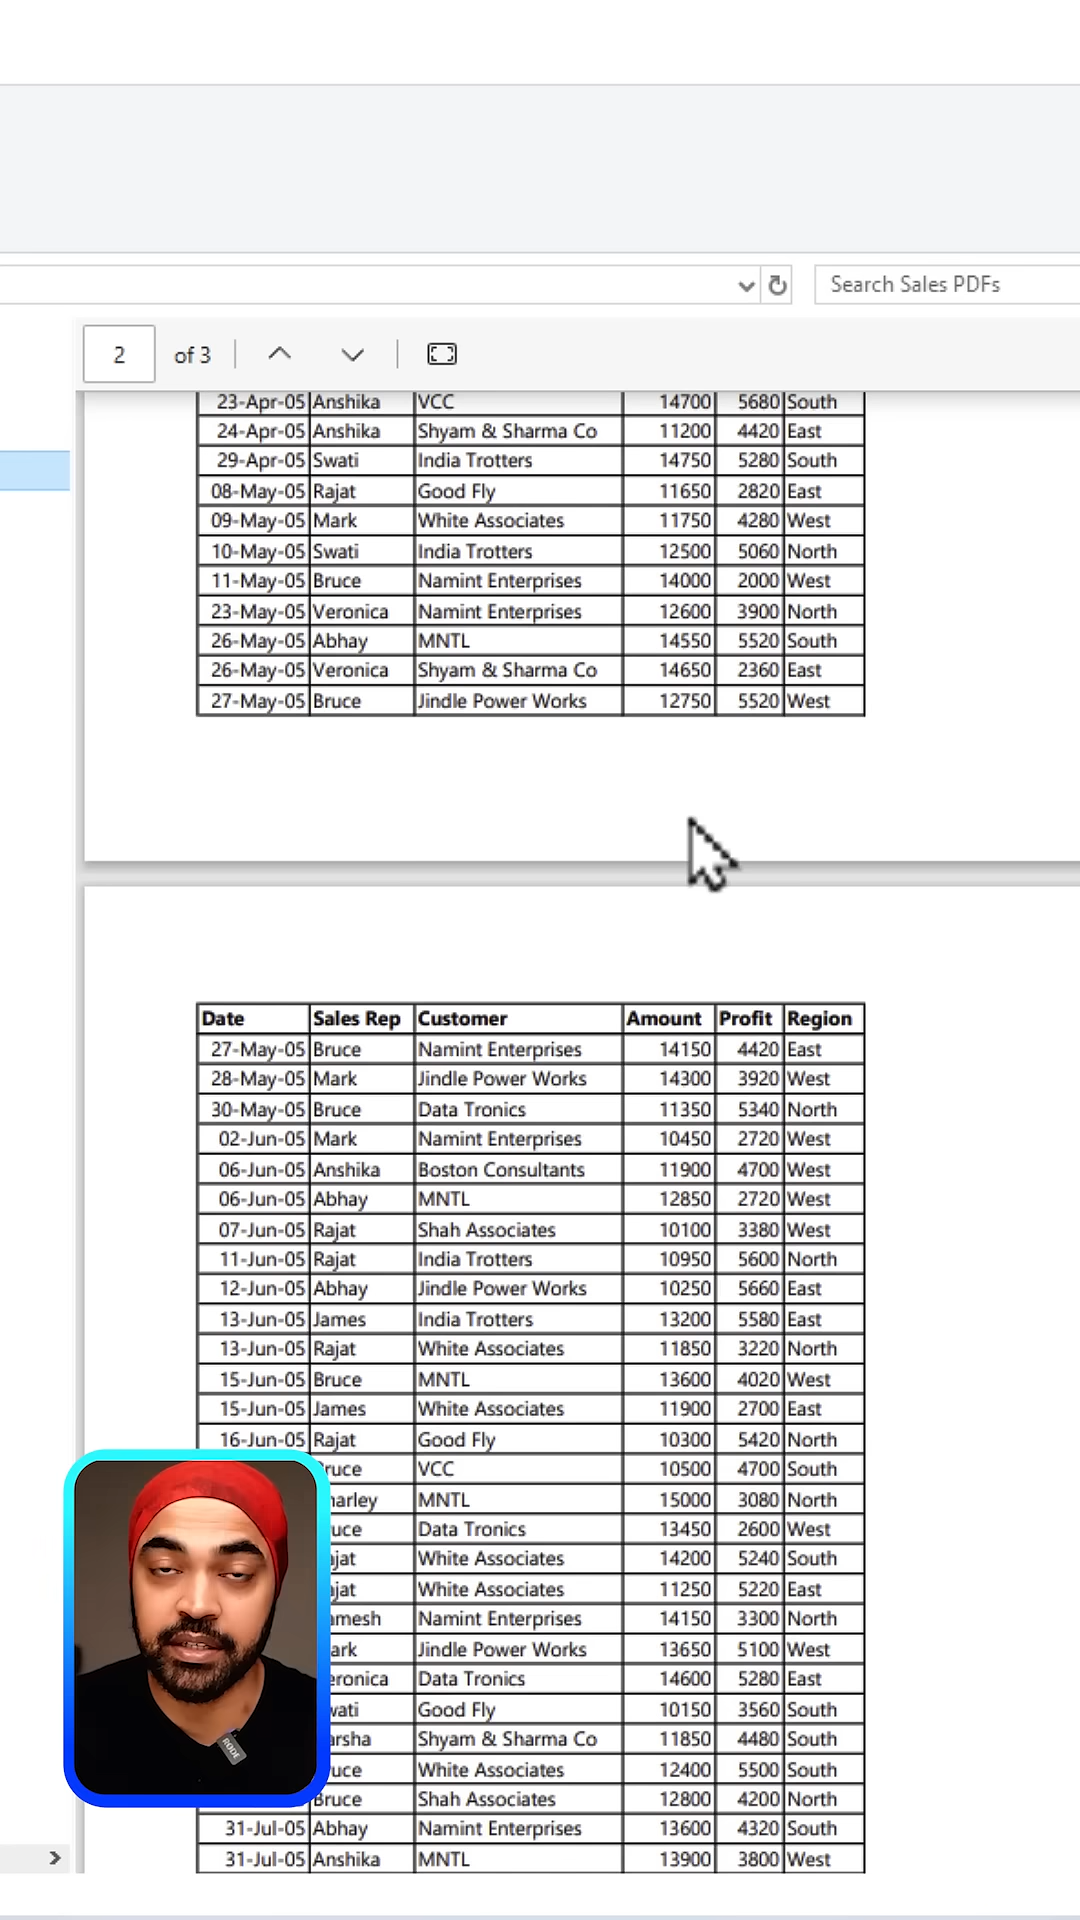 Search Sales PDFs
2 of 3
23-Apr-05 Anshika VCC 14700 5680 South
24-Apr-05 Anshika Shyam & Sharma Co 11200 4420 East
29-Apr-05 Swati India Trotters 14750 5280 South
08-May-05 Rajat Good Fly 11650 2820 East
09-May-05 Mark White Associates 11750 4280 West
10-May-05 Swati India Trotters 12500 5060 North
11-May-05 Bruce Namint Enterprises 14000 2000 West
23-May-05 Veronica Namint Enterprises 12600 3900 North
26-May-05 Abhay MNTL 14550 5520 South
26-May-05 Veronica Shyam & Sharma Co 14650 2360 East
27-May-05 Bruce Jindle Power Works 12750 5520 West
Date Sales Rep Customer Amount Profit Region
27-May-05 Bruce Namint Enterprises 14150 4420 East
28-May-05 Mark Jindle Power Works 14300 3920 West
30-May-05 Bruce Data Tronics 11350 5340 North
02-Jun-05 Mark Namint Enterprises 10450 2720 West
06-Jun-05 Anshika Boston Consultants 11900 4700 West
06-Jun-05 Abhay MNTL 12850 2720 West
07-Jun-05 Rajat Shah Associates 10100 3380 West
11-Jun-05 Rajat India Trotters 10950 5600 North
12-Jun-05 Abhay Jindle Power Works 10250 5660 East
13-Jun-05 James India Trotters 13200 5580 East
13-Jun-05 Rajat White Associates 11850 3220 North
15-Jun-05 Bruce MNTL 13600 4020 West
15-Jun-05 James White Associates 11900 2700 East
16-Jun-05 Rajat Good Fly 10300 5420 North
ruce VCC 10500 4700 South
harley MNTL 15000 3080 North
uce Data Tronics 13450 2600 West
ajat White Associates 14200 5240 South
ajat White Associates 11250 5220 East
amesh Namint Enterprises 14150 3300 North
ark Jindle Power Works 13650 5100 West
eronica Data Tronics 14600 5280 East
wati Good Fly 10150 3560 South
arsha Shyam & Sharma Co 11850 4480 South
uce White Associates 12400 5500 South
Bruce Shah Associates 12800 4200 North
31-Jul-05 Abhay Namint Enterprises 13600 4320 South
31-Jul-05 Anshika MNTL 13900 3800 West
RODE